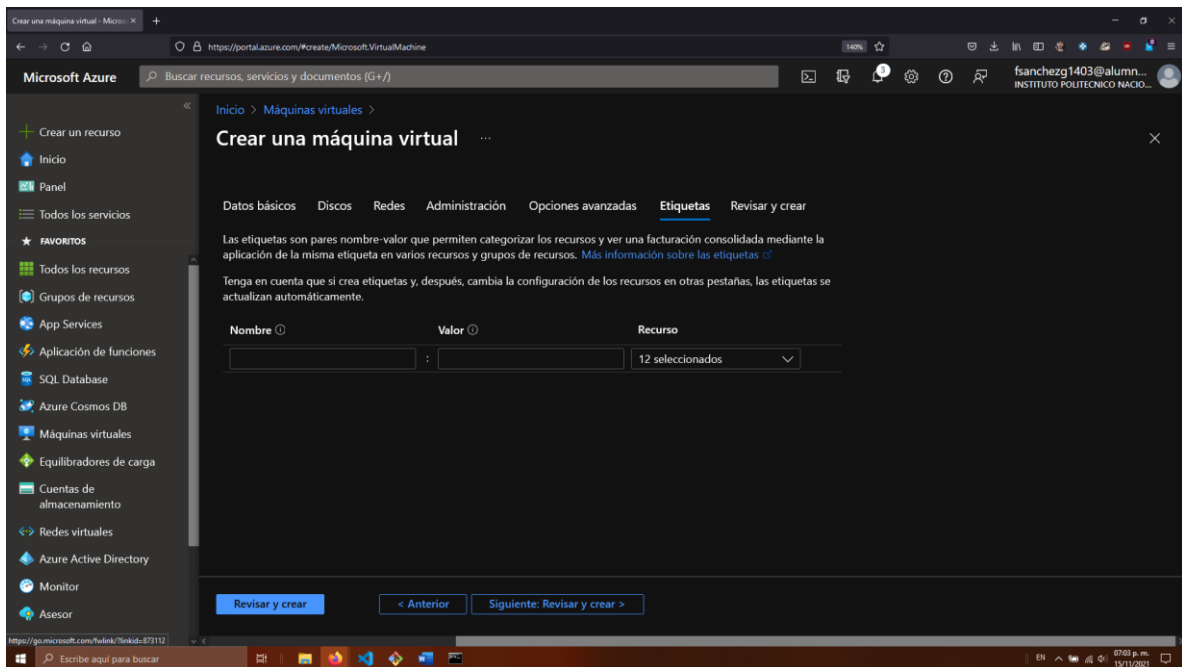 Crear una máquina virtual - Micros
https://portal.azure.com/#create/Microsoft.VirtualMachine
140%
Microsoft Azure
Buscar recursos, servicios y documentos (G+/)
3
fsanchezg1403@alumn...
INSTITUTO POLITECNICO NACIO...
Crear un recurso
Inicio
Panel
Todos los servicios
FAVORITOS
Todos los recursos
Grupos de recursos
App Services
Aplicación de funciones
SQL Database
Azure Cosmos DB
Máquinas virtuales
Equilibradores de carga
Cuentas de
almacenamiento
Redes virtuales
Azure Active Directory
Monitor
Asesor
https://go.microsoft.com/fwlink/?linkid=873112
Inicio > Máquinas virtuales >
Crear una máquina virtual ...
Datos básicos Discos Redes Administración Opciones avanzadas Etiquetas Revisar y crear
Las etiquetas son pares nombre-valor que permiten categorizar los recursos y ver una facturación consolidada mediante la
aplicación de la misma etiqueta en varios recursos y grupos de recursos. Más información sobre las etiquetas
Tenga en cuenta que si crea etiquetas y, después, cambia la configuración de los recursos en otras pestañas, las etiquetas se
actualizan automáticamente.
Nombre Valor Recurso
: 12 seleccionados
Revisar y crear < Anterior Siguiente: Revisar y crear >
Escribe aquí para buscar
EN
07:03 p. m.
15/11/2021